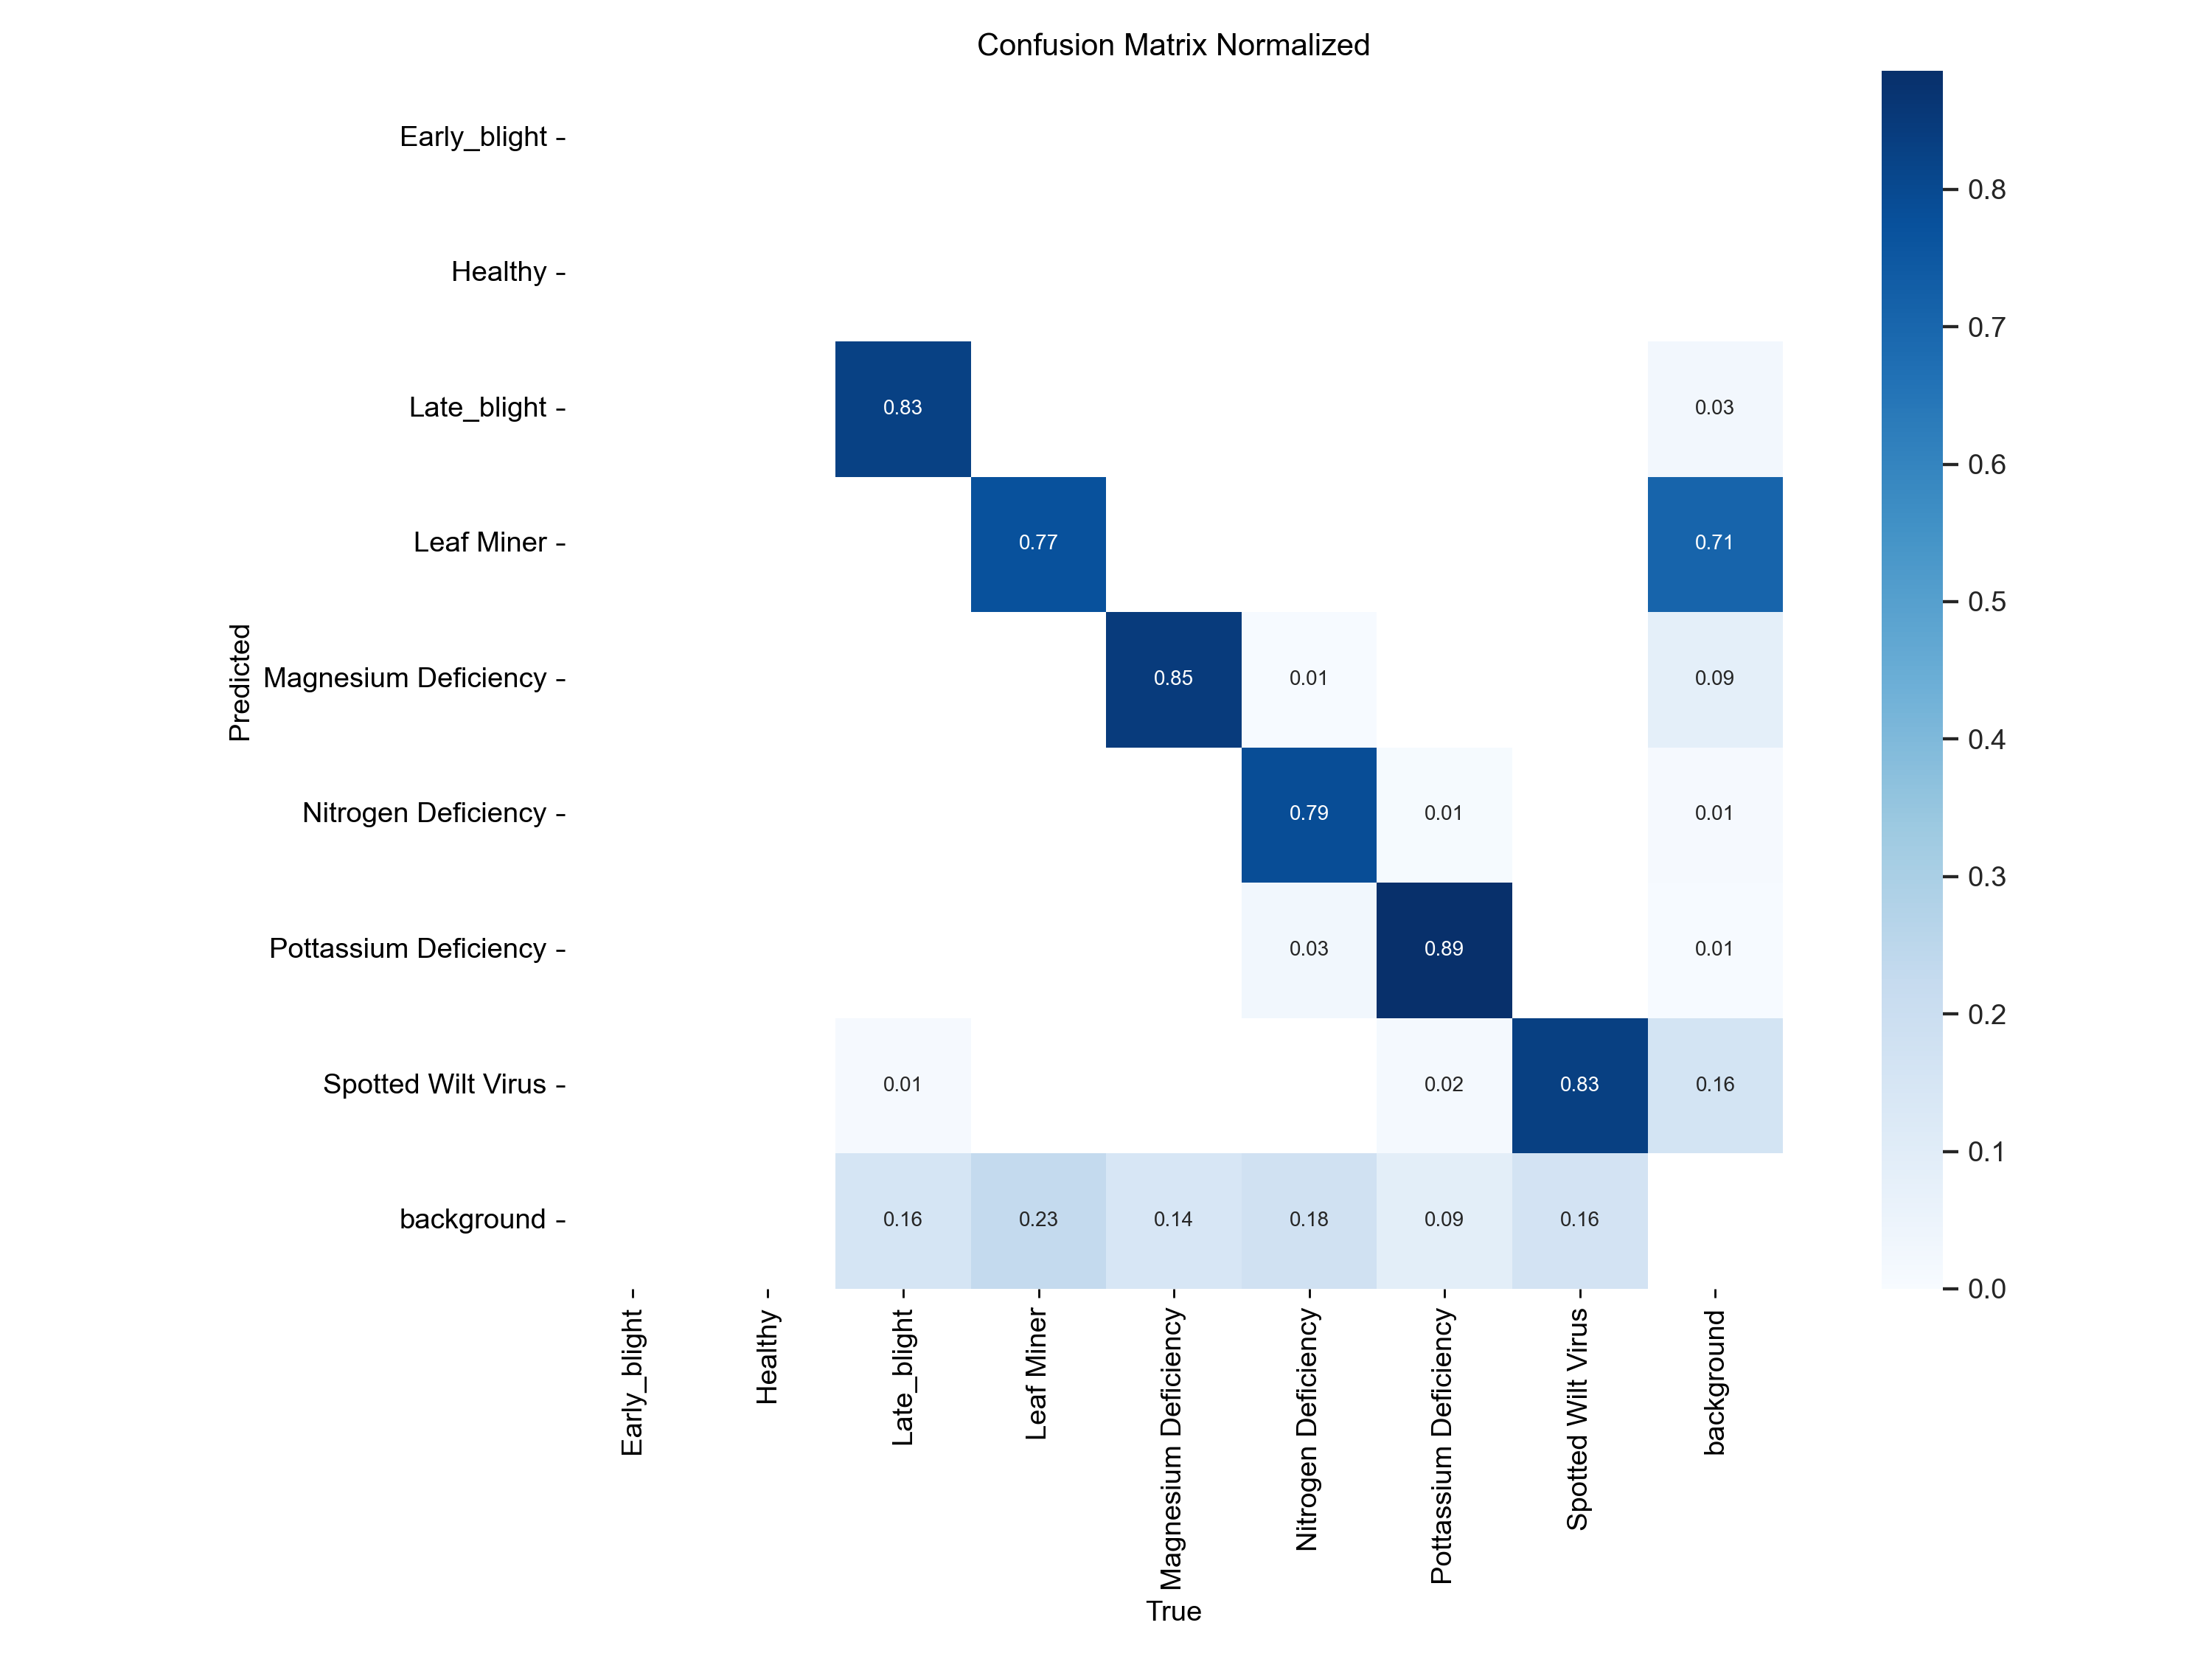 Confusion Matrix Normalized
Early_blight
Healthy
Late_blight
0.83
0.03
Leaf Miner
0.77
0.71
Magnesium Deficiency
0.85
0.01
0.09
Nitrogen Deficiency
0.79
0.01
0.01
Pottassium Deficiency
0.03
0.89
0.01
Spotted Wilt Virus
0.01
0.02
0.83
0.16
background
0.16
0.23
0.14
0.18
0.09
0.16
Predicted
Early_blight
Healthy
Late_blight
Leaf Miner
Magnesium Deficiency
Nitrogen Deficiency
Pottassium Deficiency
Spotted Wilt Virus
background
True
0.8
0.7
0.6
0.5
0.4
0.3
0.2
0.1
0.0